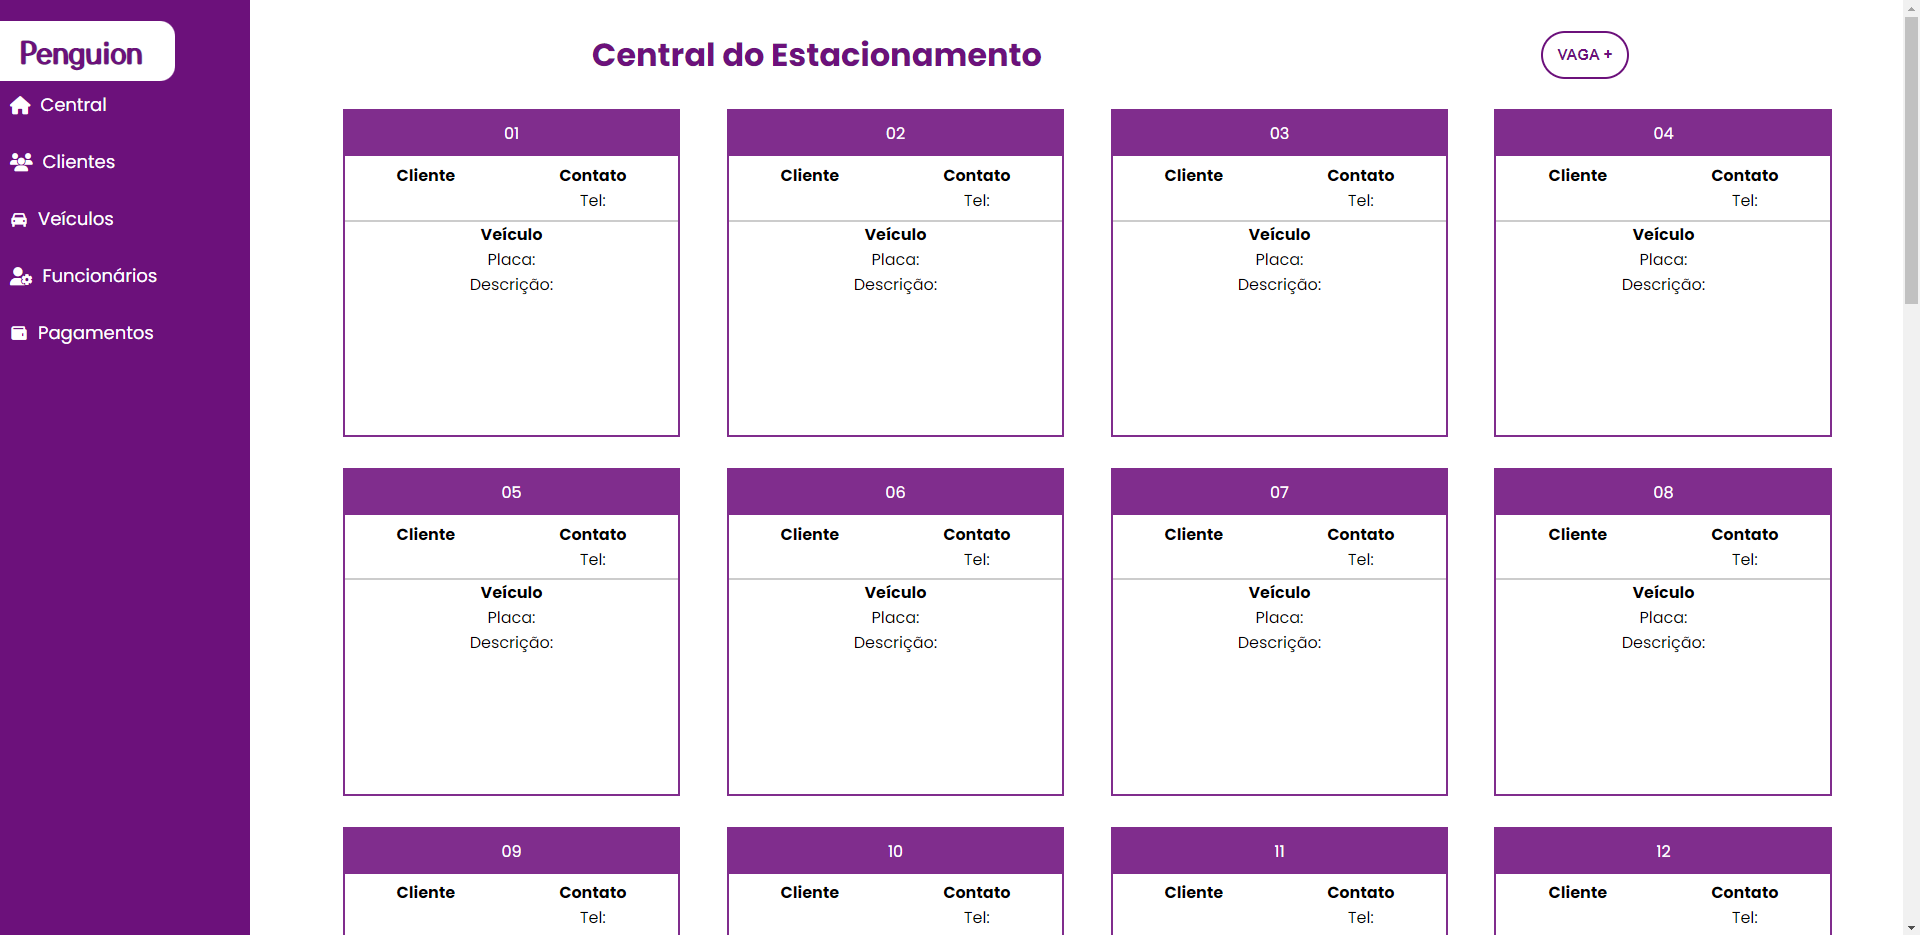 Penguion
Central
Clientes
Veículos
Funcionários
Pagamentos
Central do Estacionamento
VAGA +
01
Cliente Contato
Tel:
Veículo
Placa:
Descrição:
02
Cliente Contato
Tel:
Veículo
Placa:
Descrição:
03
Cliente Contato
Tel:
Veículo
Placa:
Descrição:
04
Cliente Contato
Tel:
Veículo
Placa:
Descrição:
05
Cliente Contato
Tel:
Veículo
Placa:
Descrição:
06
Cliente Contato
Tel:
Veículo
Placa:
Descrição:
07
Cliente Contato
Tel:
Veículo
Placa:
Descrição:
08
Cliente Contato
Tel:
Veículo
Placa:
Descrição:
09
Cliente Contato
Tel:
10
Cliente Contato
Tel:
11
Cliente Contato
Tel:
12
Cliente Contato
Tel: